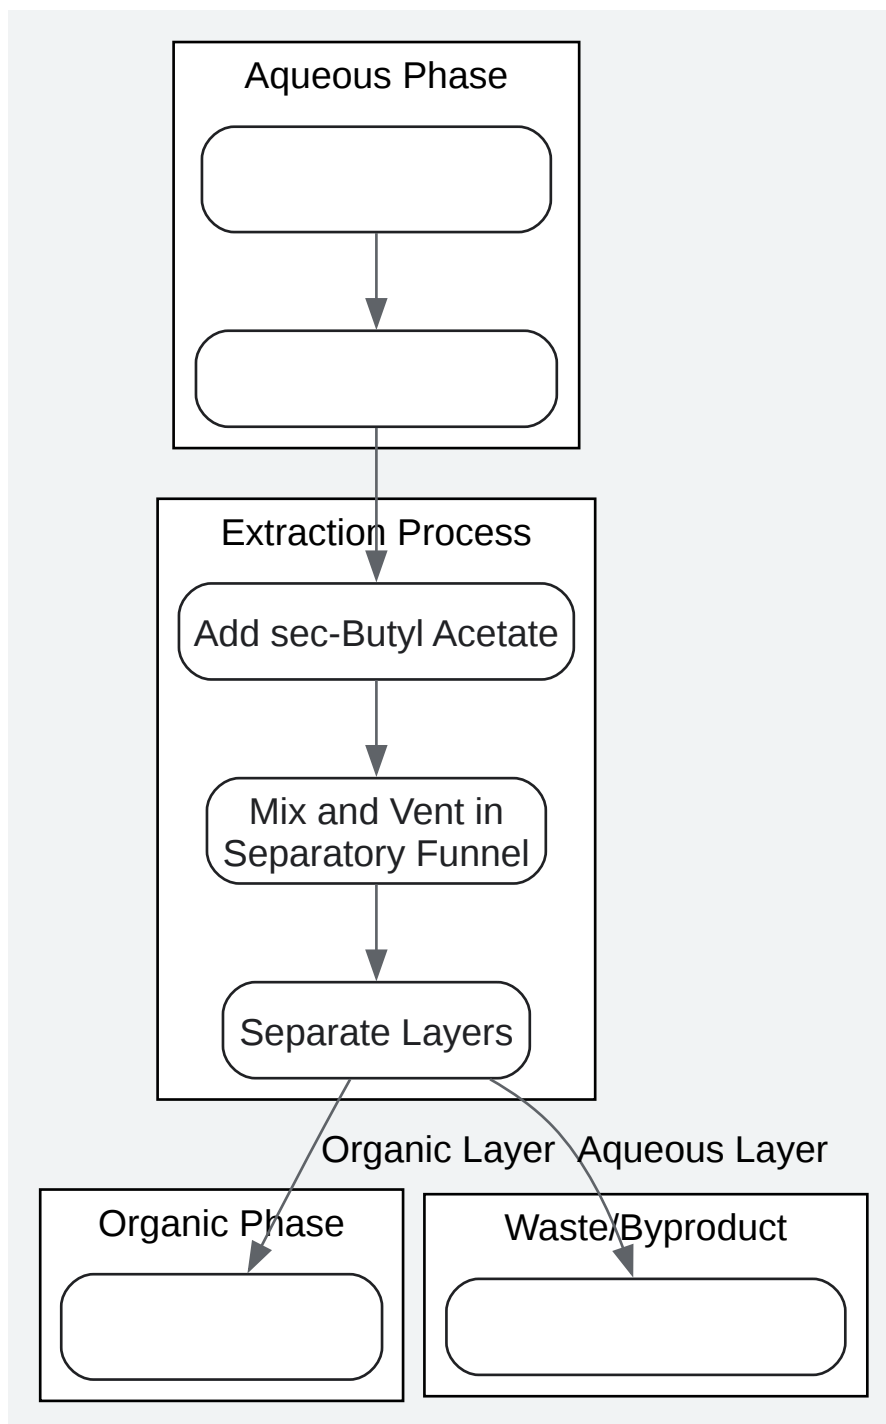 Aqueous Phase
Extraction Process
Add sec-Butyl Acetate
Mix and Vent in
Separatory Funnel
Separate Layers
Organic Layer
Aqueous Layer
Organic Phase
Waste/Byproduct